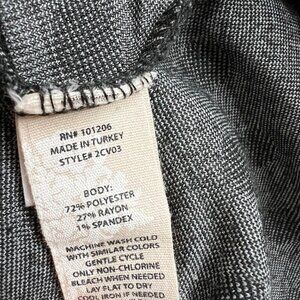 RN# 101206
MADE IN TURKEY
STYLE# 2CV03
BODY:
72% POLYESTER
27% RAYON
1% SPANDEX
MACHINE WASH COLD
WITH SIMILAR COLORS
GENTLE CYCLE
ONLY NON-CHLORINE
BLEACH WHEN NEEDED
LAY FLAT TO DRY
COOL IRON IF NEEDED